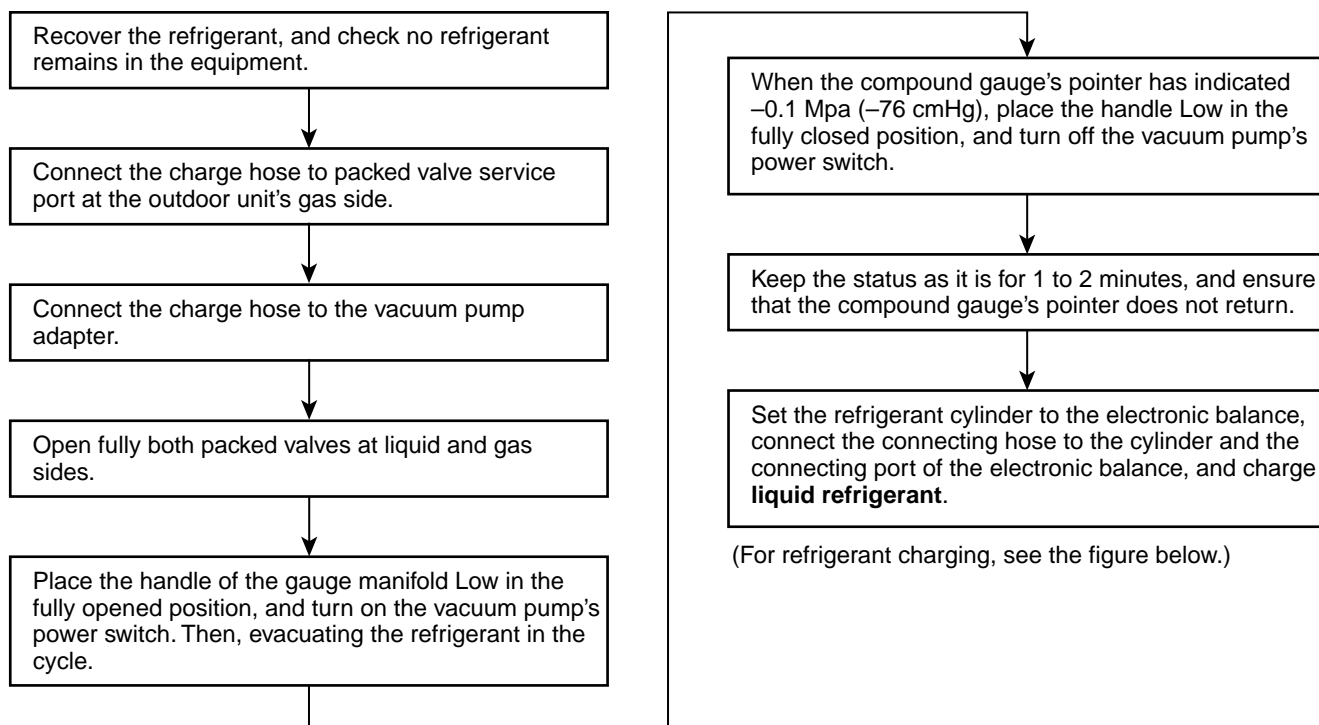 Recover the refrigerant, and check no refrigerant
remains in the equipment.
Connect the charge hose to packed valve service
port at the outdoor unit's gas side.
Connect the charge hose to the vacuum pump
adapter.
Open fully both packed valves at liquid and gas
sides.
Place the handle of the gauge manifold Low in the
fully opened position, and turn on the vacuum pump's
power switch. Then, evacuating the refrigerant in the
cycle.
When the compound gauge's pointer has indicated
–0.1 Mpa (–76 cmHg), place the handle Low in the
fully closed position, and turn off the vacuum pump's
power switch.
Keep the status as it is for 1 to 2 minutes, and ensure
that the compound gauge's pointer does not return.
Set the refrigerant cylinder to the electronic balance,
connect the connecting hose to the cylinder and the
connecting port of the electronic balance, and charge
liquid refrigerant.
(For refrigerant charging, see the figure below.)